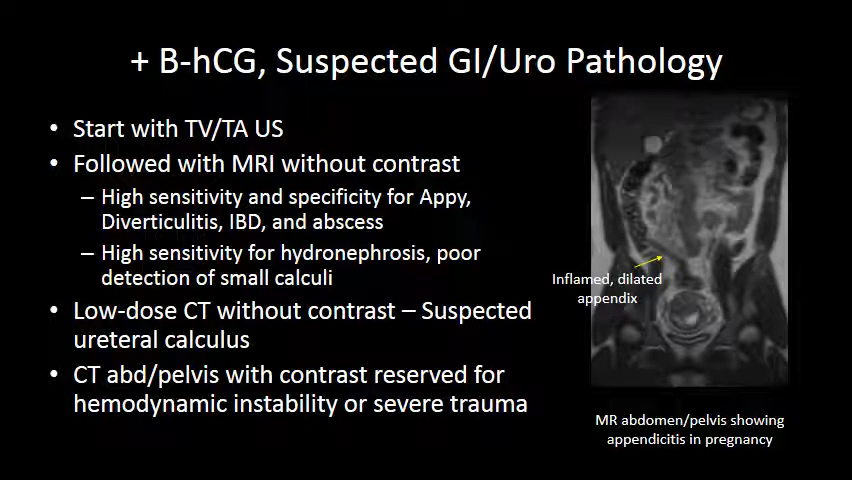 + B-hCG, Suspected GI/Uro Pathology
• Start with TV/TA US
• Followed with MRI without contrast
– High sensitivity and specificity for Appy,
Diverticulitis, IBD, and abscess
– High sensitivity for hydronephrosis, poor
detection of small calculi
• Low-dose CT without contrast – Suspected
ureteral calculus
• CT abd/pelvis with contrast reserved for
hemodynamic instability or severe trauma
Inflamed, dilated
appendix
MR abdomen/pelvis showing
appendicitis in pregnancy